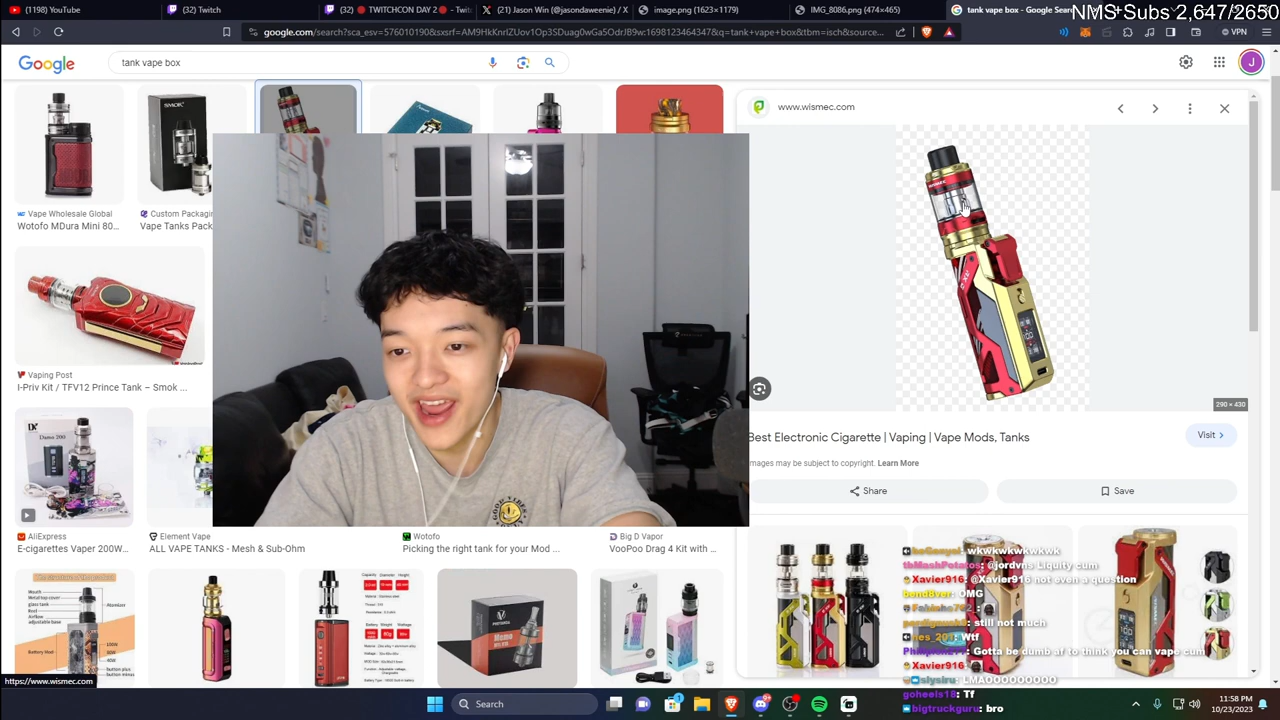 (1198) YouTube
(32) Twitch
(32) 🔴 TWITCHCON DAY 2 🔴 - Twi
(21) Jason Win (@jasondaweenie) / X
image.png (1623×1179)
IMG_8086.png (474×465)
tank vape box - Google Sear
NMS Subs 2,647/2650
google.com/search?sca_esv=576010190&sxsrf=AM9HkKnrlZUov1Op3SDuag0wGa5OdrJB9w:1698123464347&q=tank+vape+box&tbm=isch&source...
VPN
Google
tank vape box
J
www.wismec.com
Vape Wholesale Global
Wotofo MDura Mini 80...
Custom Packagin
Vape Tanks Pack
SMOK
WISMEC
290 × 430
Vaping Post
I-Priv Kit / TFV12 Prince Tank – Smok ...
Best Electronic Cigarette | Vaping | Vape Mods, Tanks
Visit
Images may be subject to copyright. Learn More
Share
Save
AliExpress
E-cigarettes Vaper 200W...
Element Vape
ALL VAPE TANKS - Mesh & Sub-Ohm
Wotofo
Picking the right tank for your Mod ...
Big D Vapor
VooPoo Drag 4 Kit with ...
wkwkwkwkwkwk
thMashPotatos: @jordvns Liquity cum
Xavier916: @Xavier916 not even a question
bend8ver: OMG
still not much
Wtf
Gotta be dumb af to think you can vape cum
Xavier916
slysiru: LMAOOOOOOOOO
goheels18: Tf
bigtruckguru: bro
https://www.wismec.com
Search
11:58 PM
10/23/2023